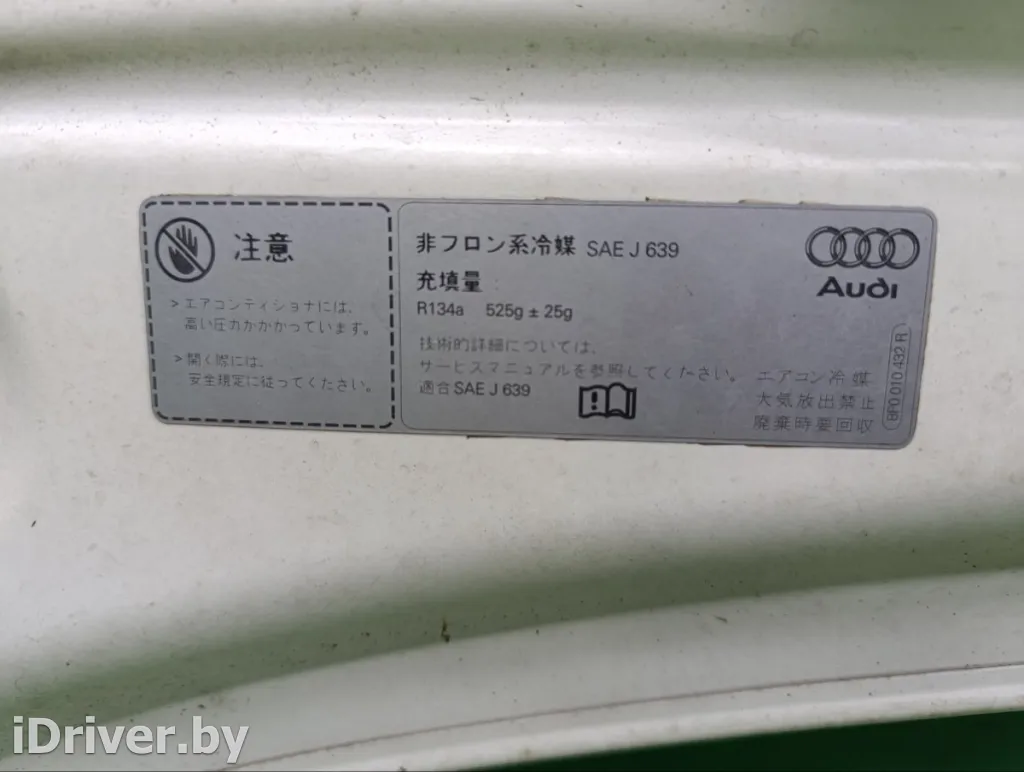 注意
> エアコンディショナには、
高い圧力がかかっています。
> 開く際には、
安全規定に従ってください。
非フロン系冷媒 SAE J 639
充填量:
R134a 525g ± 25g
技術的詳細については、
サービスマニュアルを参照してください。
適合 SAE J 639
Audi
エアコン冷媒
大気放出禁止
廃棄時要回収
8P0 010 432 R
iDriver.by